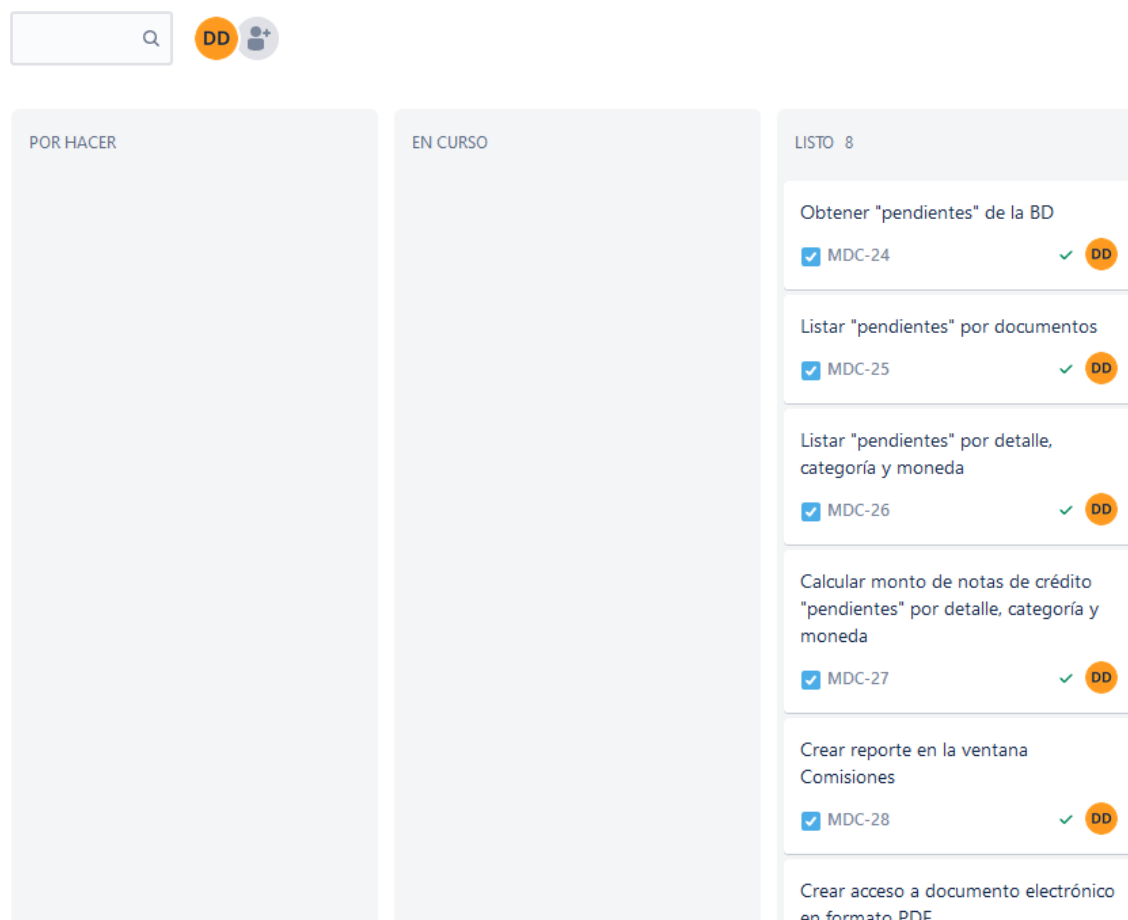 DD
POR HACER
EN CURSO
LISTO 8
Obtener "pendientes" de la BD
MDC-24
DD
Listar "pendientes" por documentos
MDC-25
DD
Listar "pendientes" por detalle,
categoría y moneda
MDC-26
DD
Calcular monto de notas de crédito
"pendientes" por detalle, categoría y
moneda
MDC-27
DD
Crear reporte en la ventana
Comisiones
MDC-28
DD
Crear acceso a documento electrónico
en formato PDF